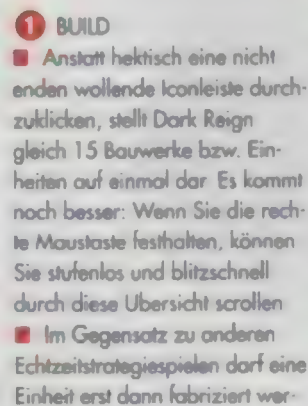 1 BUILD
■ Anstatt hektisch eine nicht
enden wollende Iconleiste durch-
zuklicken, stellt Dark Reign
gleich 15 Bauwerke bzw. Ein-
heiten auf einmal dar Es kommt
noch besser: Wenn Sie die rech-
te Maustaste festhalten, können
Sie stufenlos und blitzschnell
durch diese Übersicht scrollen
■ Im Gegensatz zu anderen
Echtzeitstrategiespielen darf eine
Einheit erst dann fabriziert wer-